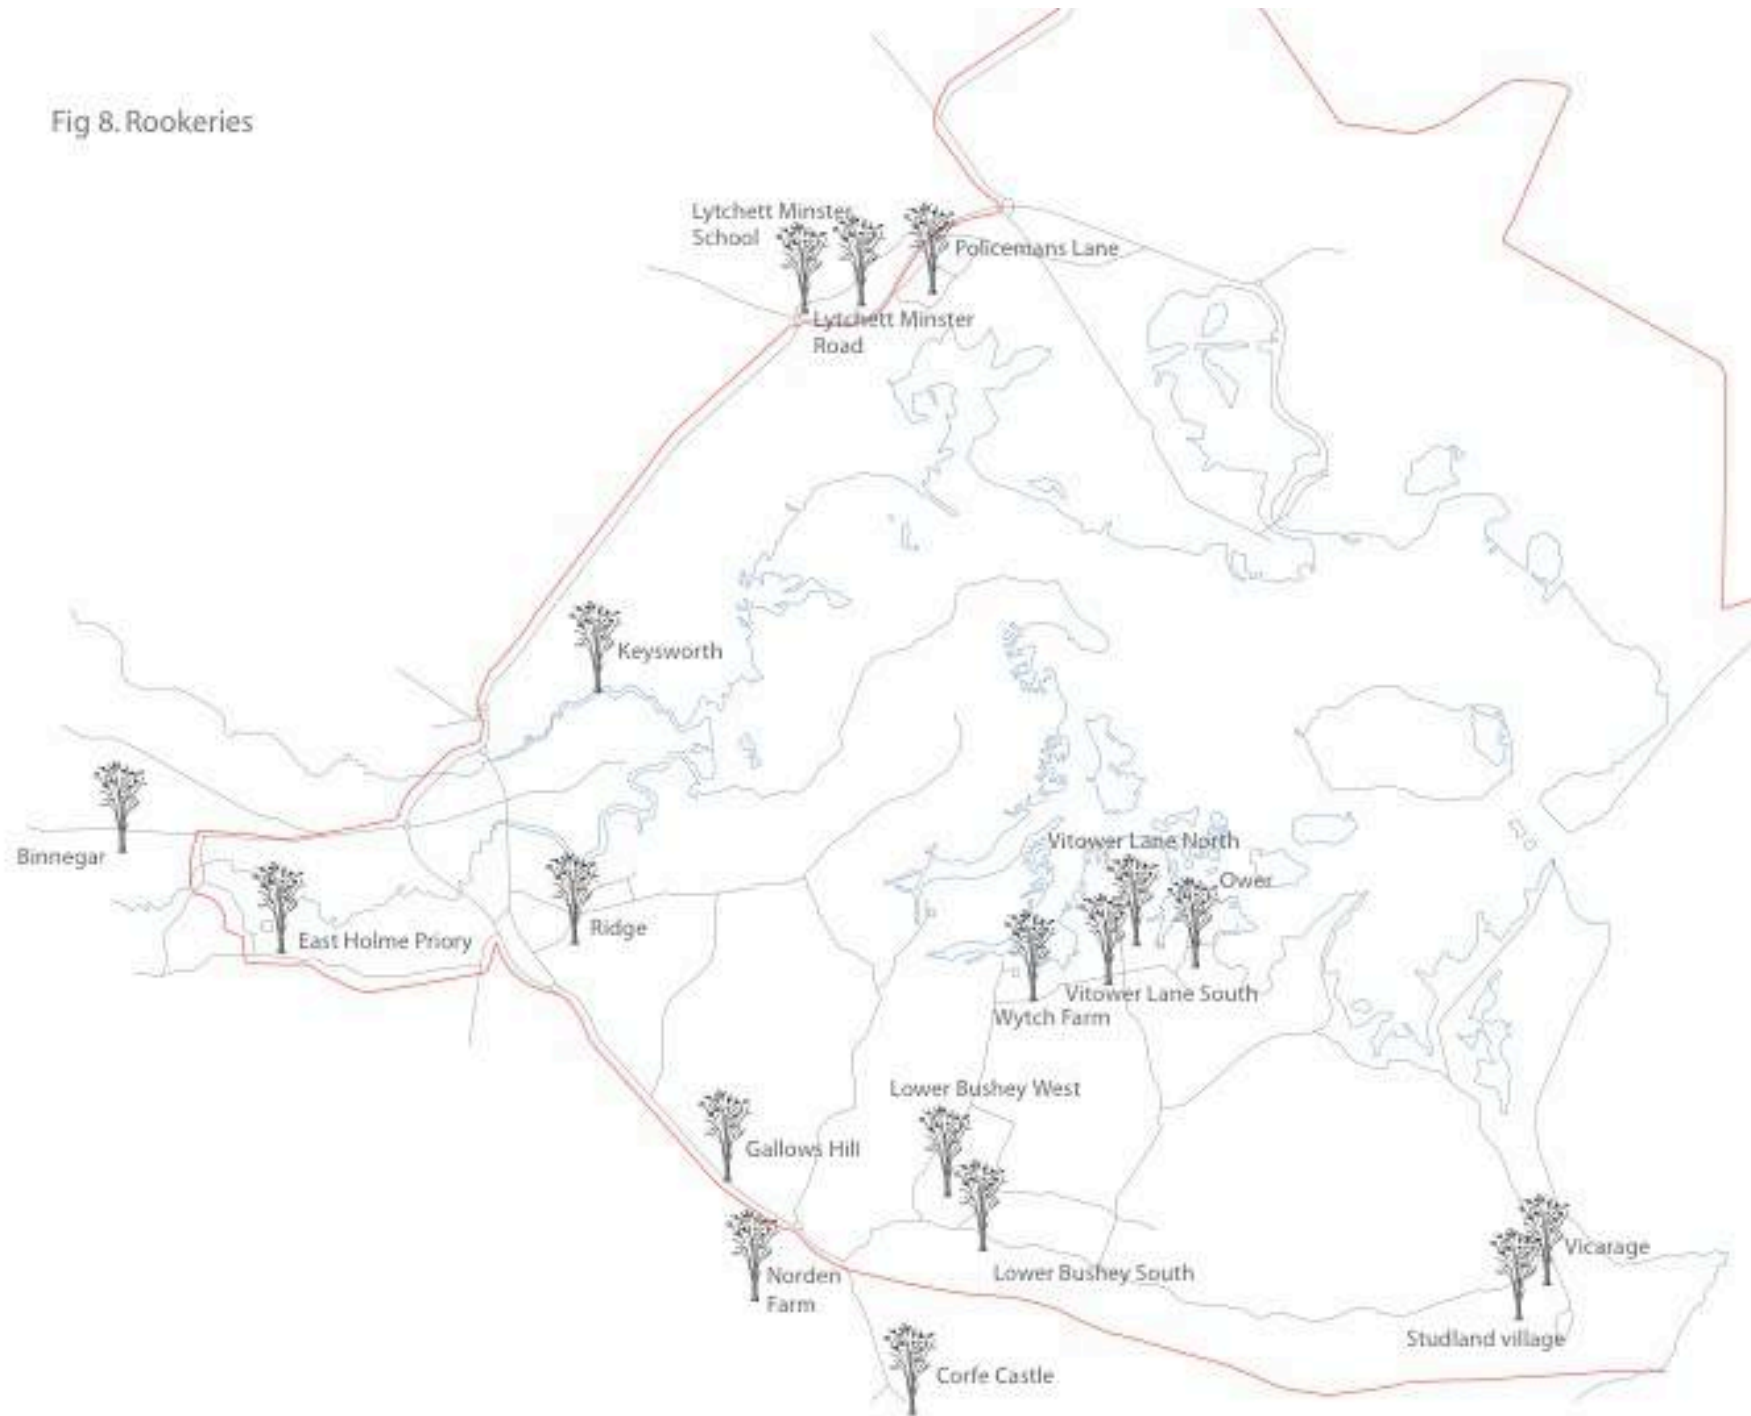 Fig 8. Rookeries
Lytchett Minster
School
Policemans Lane
Lytchett Minster
Road
Keysworth
Binnegar
East Holme Priory
Ridge
Vitower Lane North
Ower
Vitower Lane South
Wytch Farm
Lower Bushey West
Gallows Hill
Lower Bushey South
Norden
Farm
Vicarage
Studland village
Corfe Castle